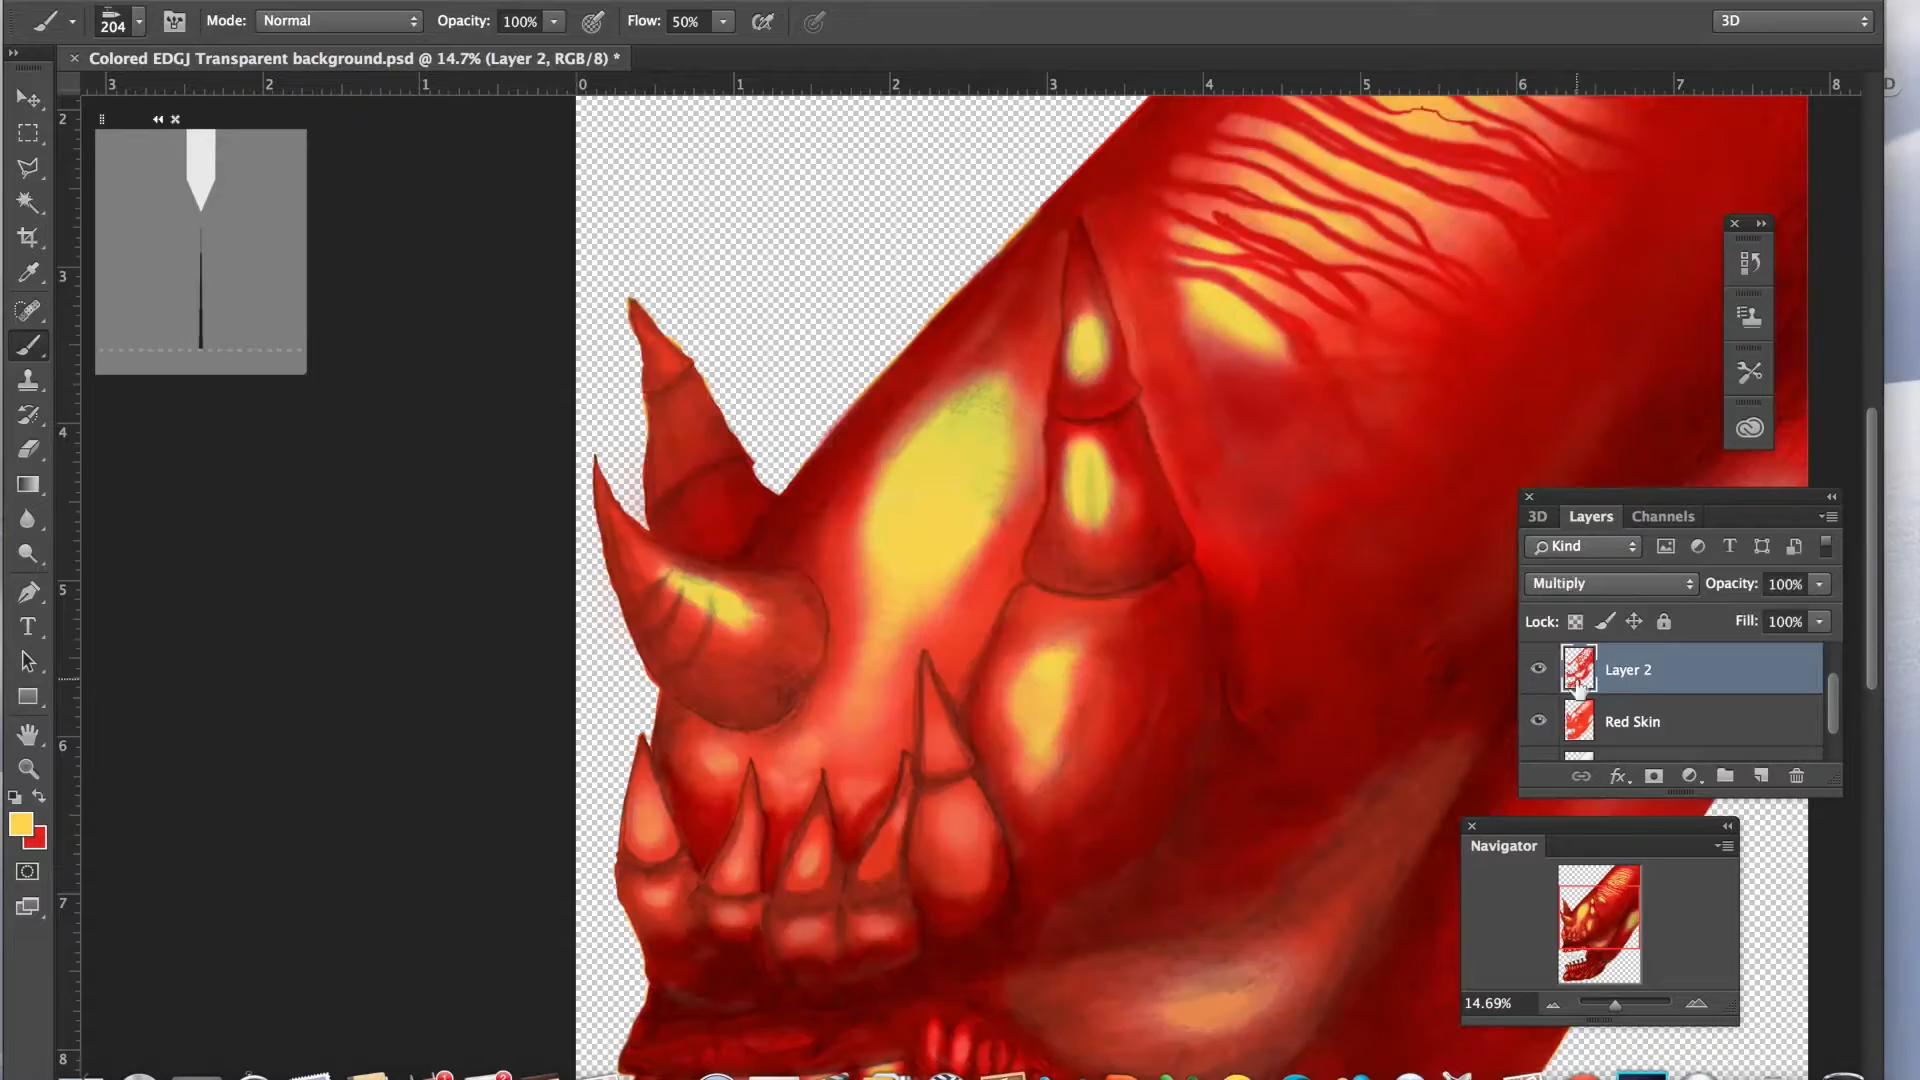 204 Mode: Normal Opacity: 100% Flow: 50% 3D
Colored EDGJ Transparent background.psd @ 14.7% (Layer 2, RGB/8) *
3 2 1 0 1 2 3 4 5 6 7 8
2
3
4
5
6
7
8
3D Layers Channels
Kind
Multiply Opacity: 100%
Lock: Fill: 100%
Layer 2
Red Skin
fx
Navigator
14.69%